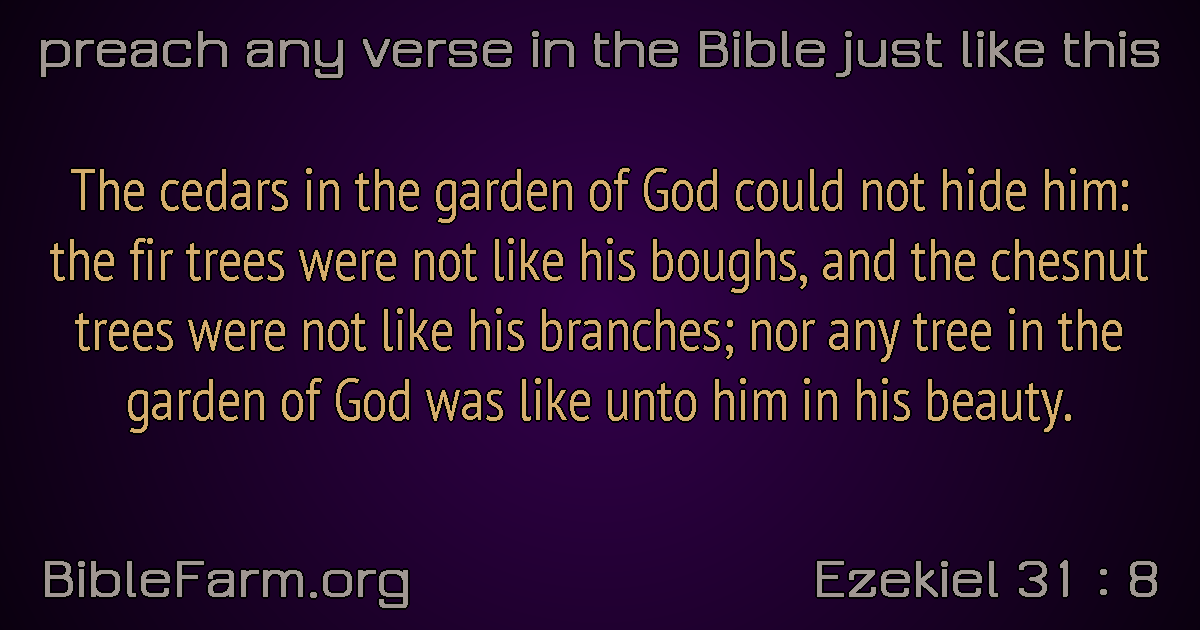 preach any verse in the Bible just like this
The cedars in the garden of God could not hide him:
the fir trees were not like his boughs, and the chesnut
trees were not like his branches; nor any tree in the
garden of God was like unto him in his beauty.
BibleFarm.org
Ezekiel 31 : 8